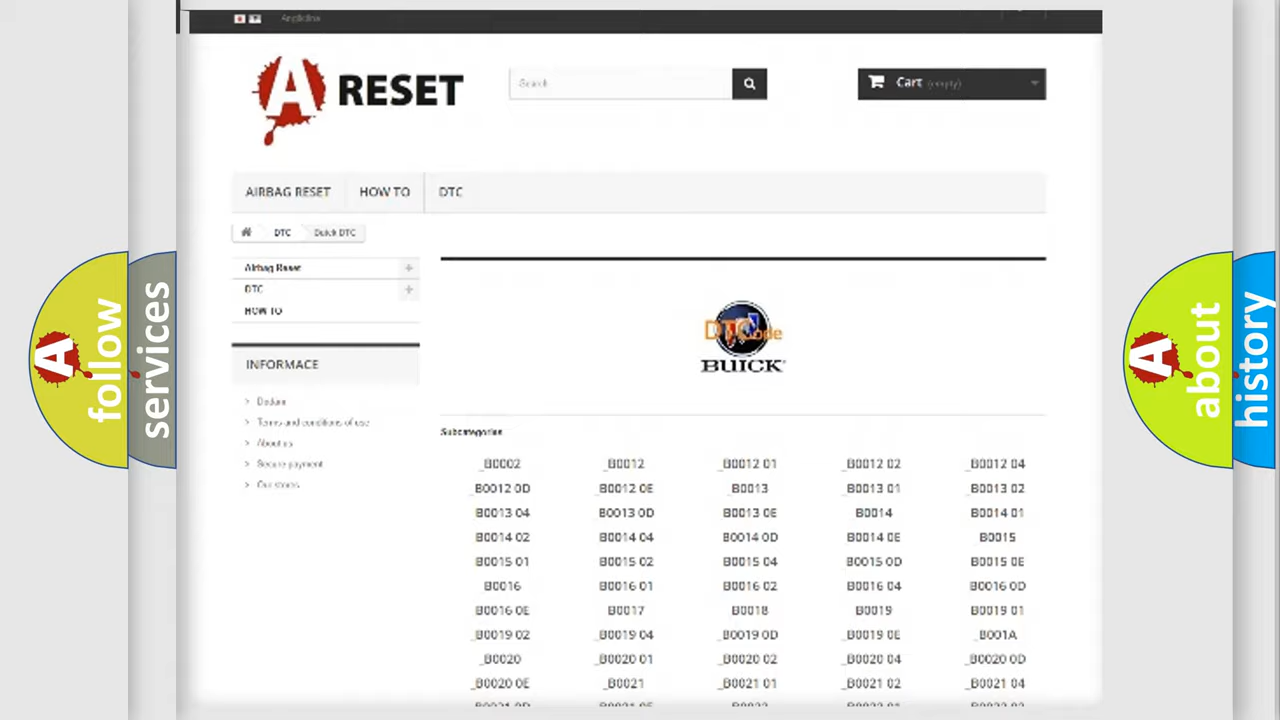 A RESET
Search
Cart (empty)
AIRBAG RESET HOW TO DTC
DTC Buick DTC
Airbag Reset
DTC
HOW TO
INFORMACE
Dodání
Terms and conditions of use
About us
Secure payment
Our stores
DTC Code
BUICK
Subcategories
_B0002 _B0012 _B0012 01 _B0012 02 _B0012 04
_B0012 0D _B0012 0E _B0013 _B0013 01 _B0013 02
_B0013 04 _B0013 0D _B0013 0E _B0014 _B0014 01
_B0014 02 _B0014 04 _B0014 0D _B0014 0E _B0015
_B0015 01 _B0015 02 _B0015 04 _B0015 0D _B0015 0E
_B0016 _B0016 01 _B0016 02 _B0016 04 _B0016 0D
_B0016 0E _B0017 _B0018 _B0019 _B0019 01
_B0019 02 _B0019 04 _B0019 0D _B0019 0E _B001A
_B0020 _B0020 01 _B0020 02 _B0020 04 _B0020 0D
_B0020 0E _B0021 _B0021 01 _B0021 02 _B0021 04
A follow
services
A about
history